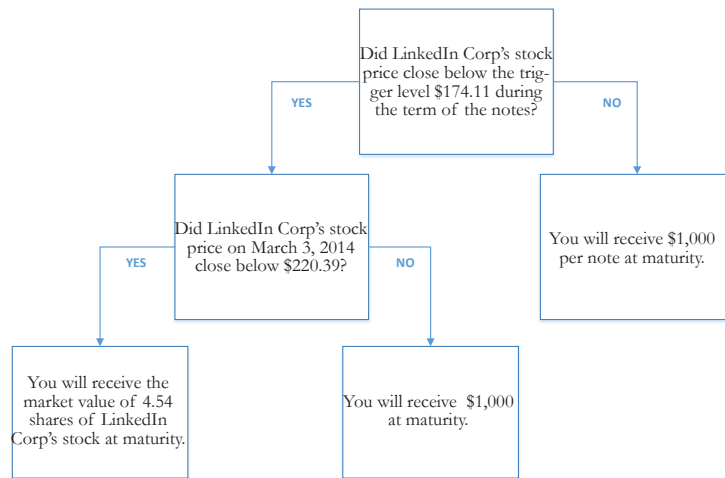 Did LinkedIn Corp's stock
price close below the trig-
ger level $174.11 during
the term of the notes?
YES
NO
Did LinkedIn Corp's stock
price on March 3, 2014
close below $220.39?
You will receive $1,000
per note at maturity.
YES
NO
You will receive the
market value of 4.54
shares of LinkedIn
Corp's stock at maturity.
You will receive $1,000
at maturity.